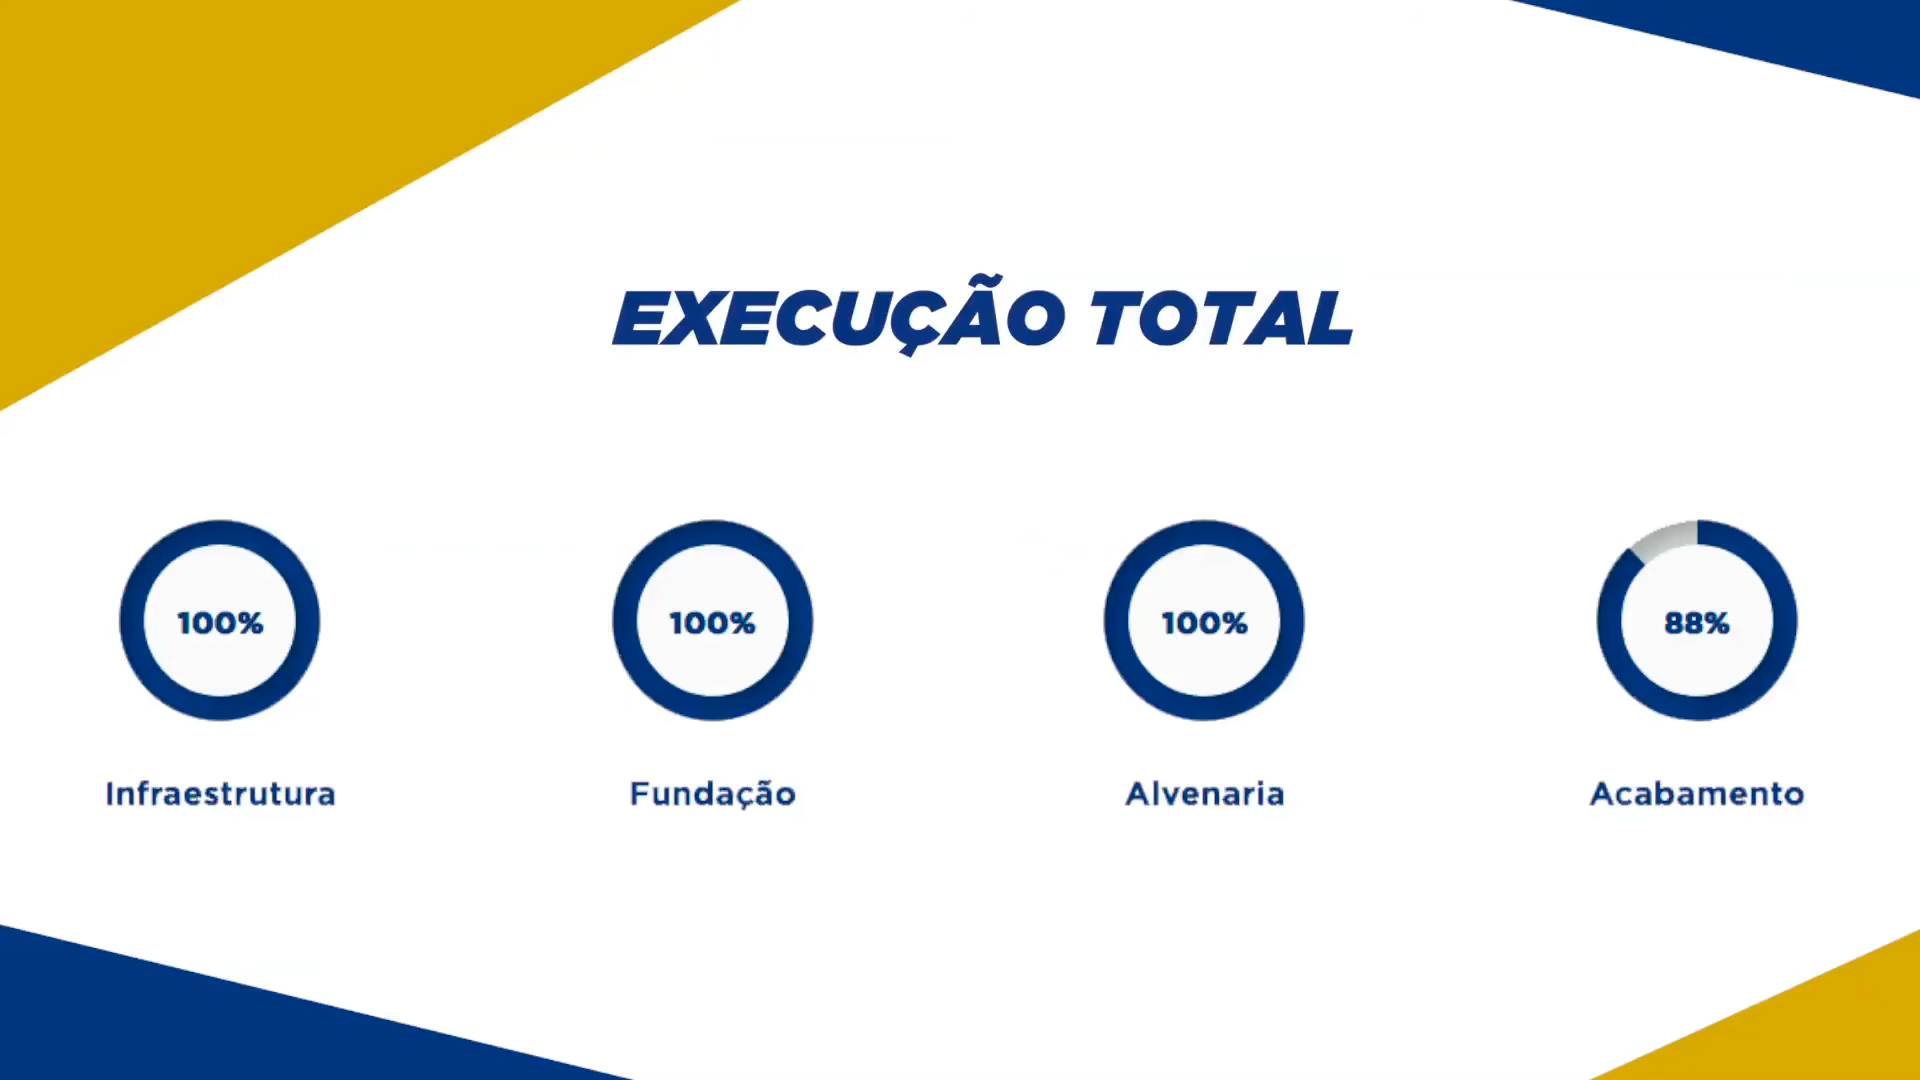 EXECUÇÃO TOTAL
100% 100% 100% 88%
Infraestrutura Fundação Alvenaria Acabamento